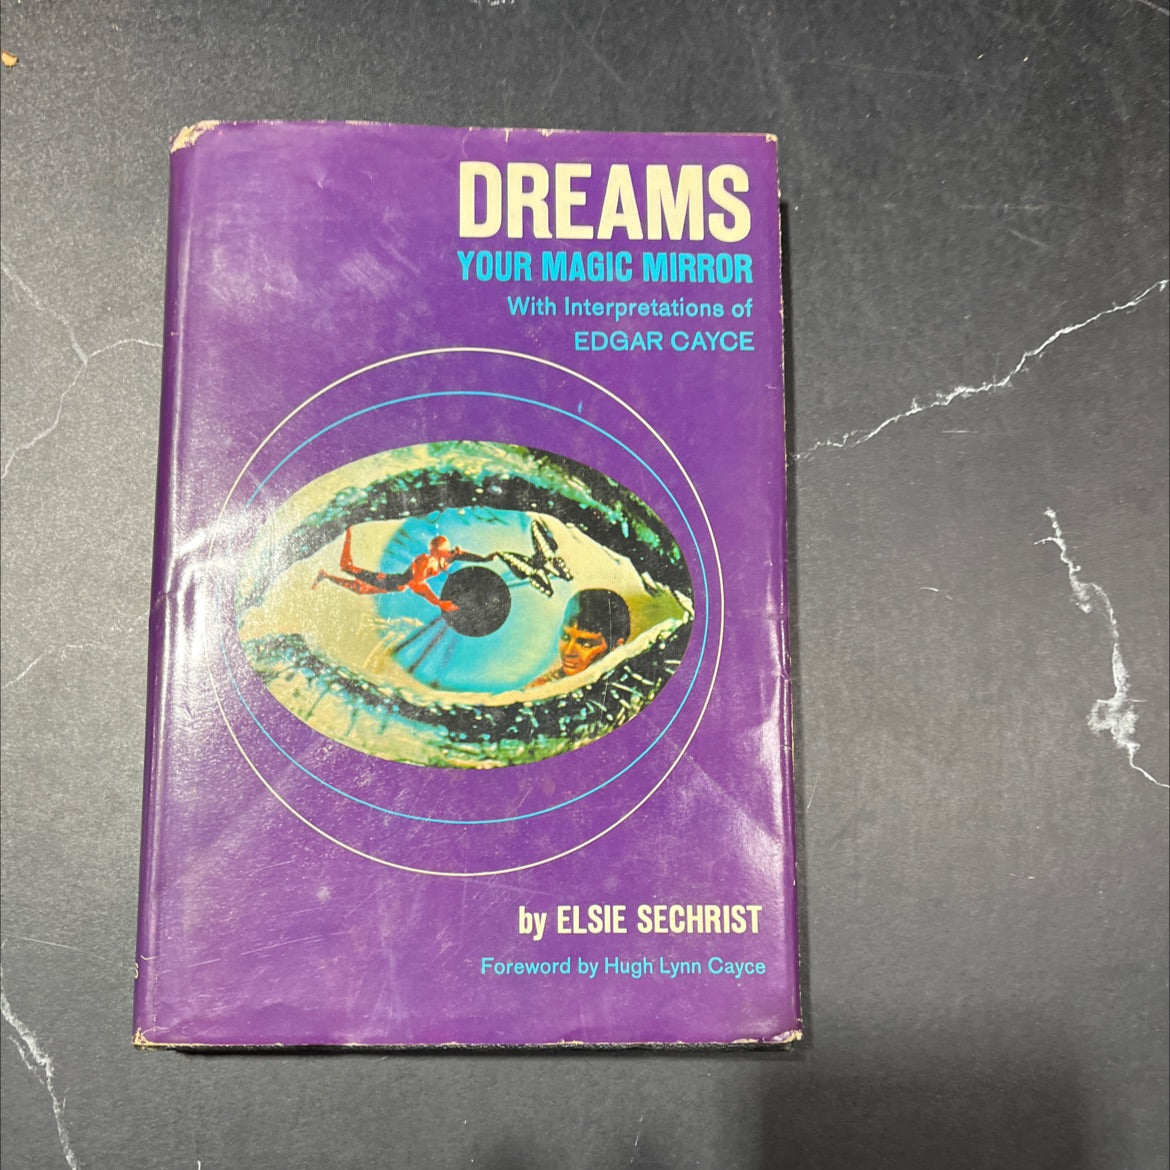 DREAMS
YOUR MAGIC MIRROR
With Interpretations of
EDGAR CAYCE
by ELSIE SECHRIST
Foreword by Hugh Lynn Cayce